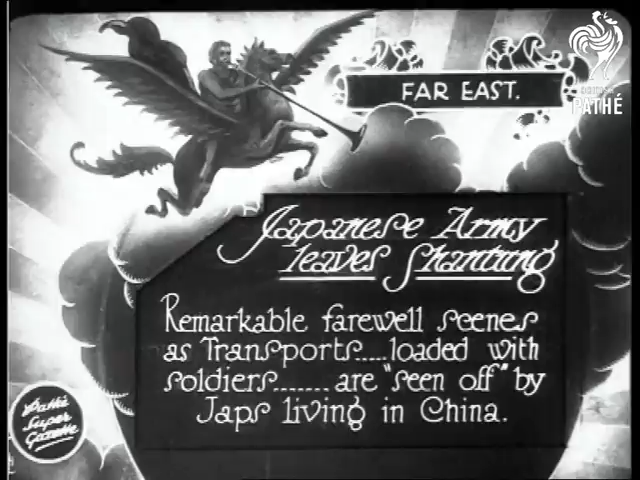 BRITISH
PATHÉ
FAR EAST.
Japanese Army
leaves Shantung
Remarkable farewell scenes
as Transports.....loaded with
soldiers....... are "seen off" by
Japs living in China.
Pathé
Super
Gazette